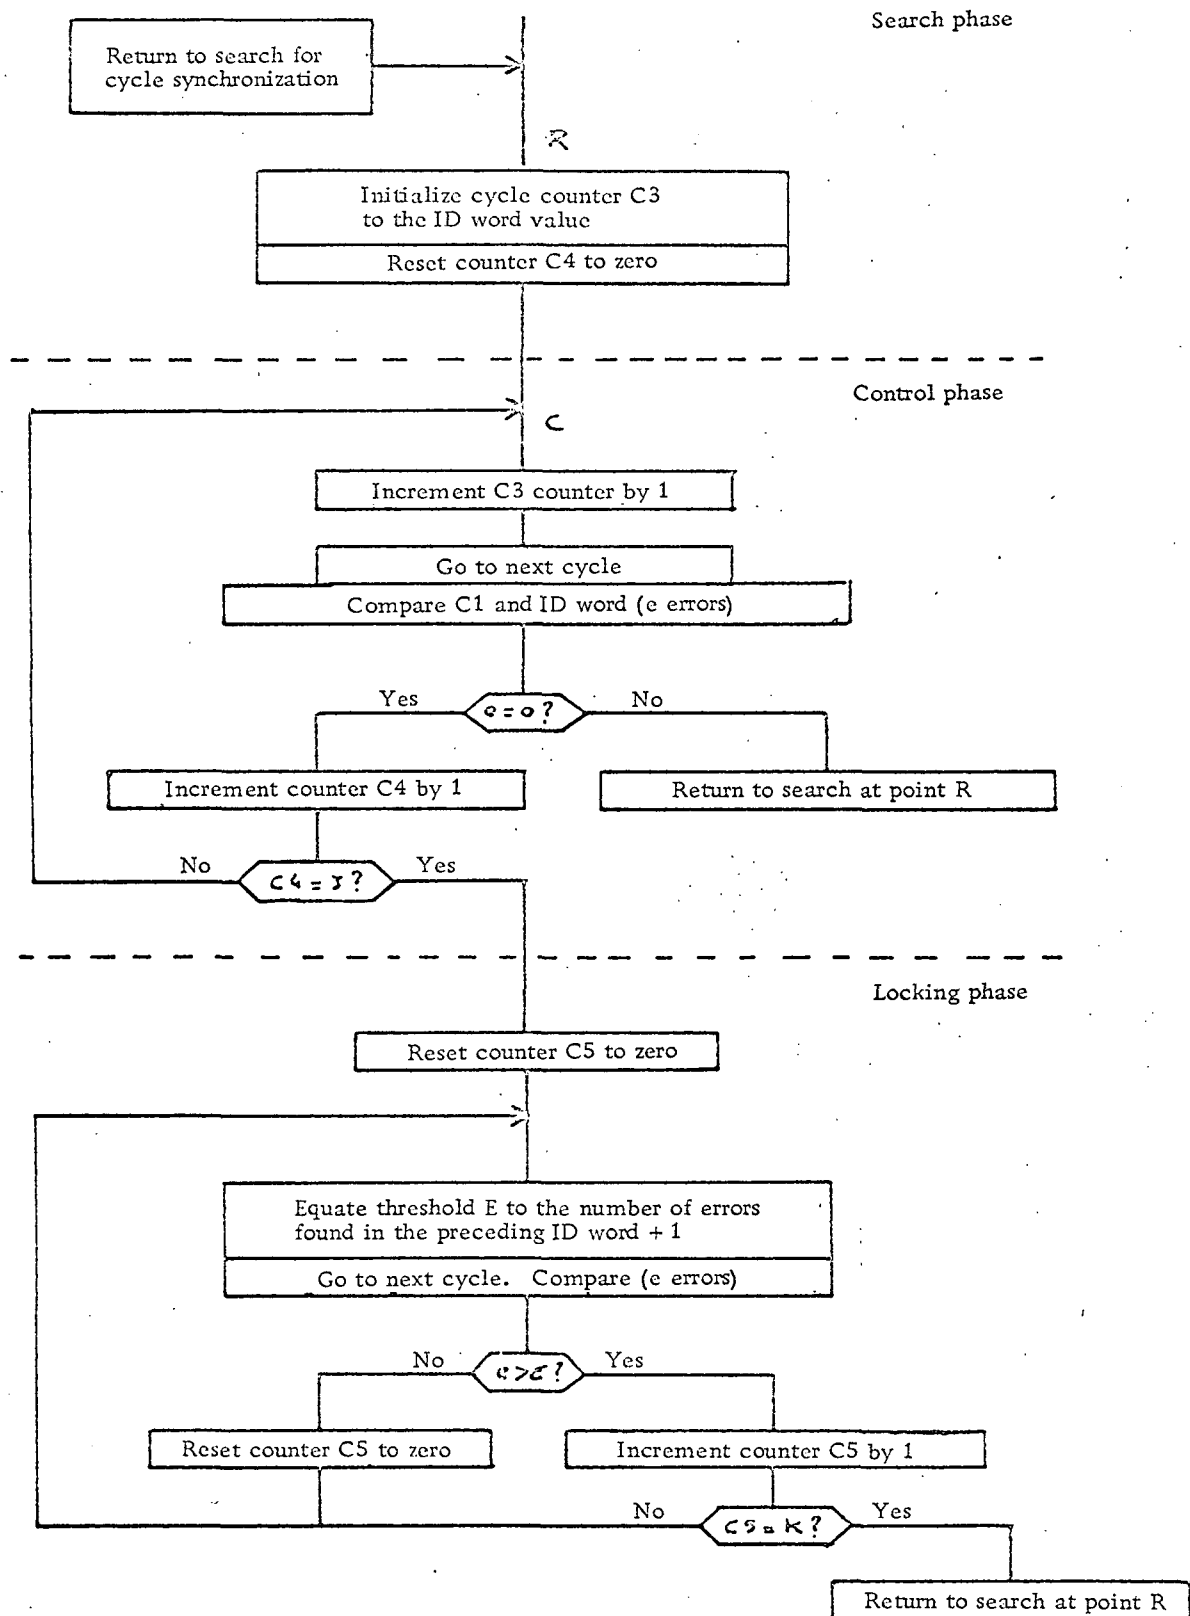 Search phase
Return to search for
cycle synchronization
R
Initialize cycle counter C3
to the ID word value
Reset counter C4 to zero
Control phase
C
Increment C3 counter by 1
Go to next cycle
Compare C1 and ID word (e errors)
Yes
e=o?
No
Increment counter C4 by 1
Return to search at point R
No
C4=J?
Yes
Locking phase
Reset counter C5 to zero
Equate threshold E to the number of errors
found in the preceding ID word + 1
Go to next cycle. Compare (e errors)
No
e>E?
Yes
Reset counter C5 to zero
Increment counter C5 by 1
No
C5=K?
Yes
Return to search at point R